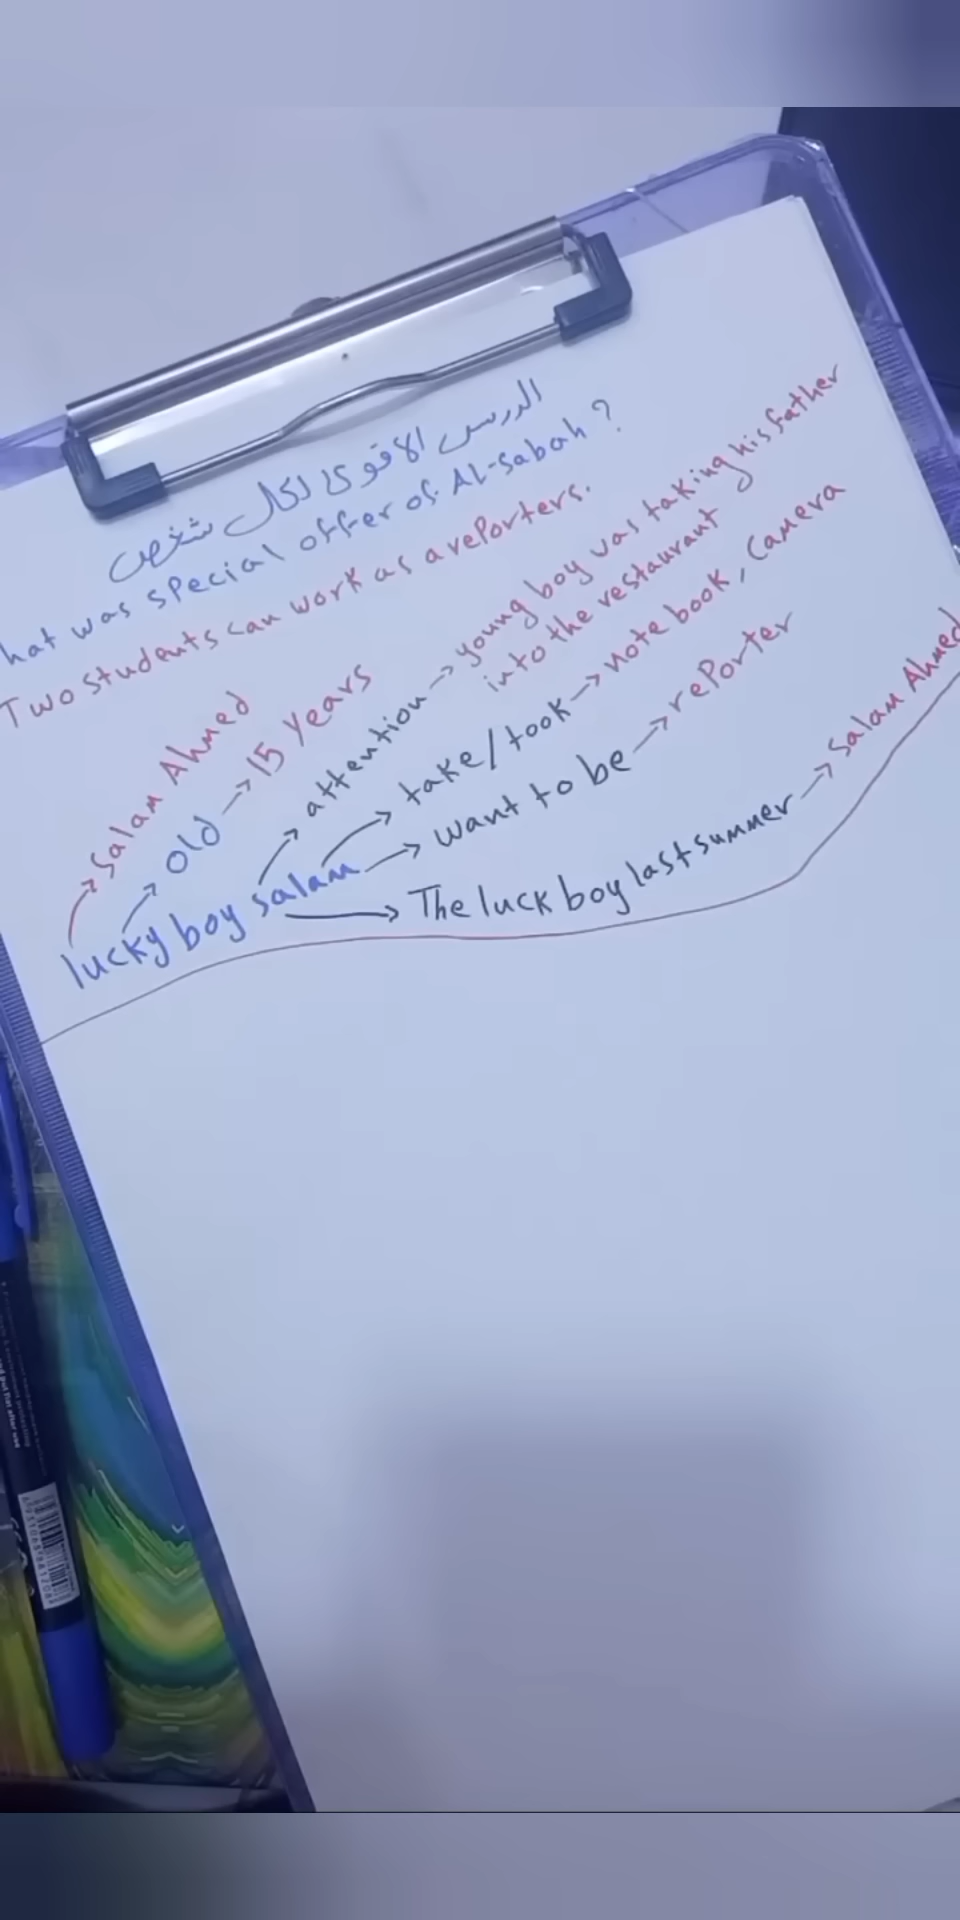 الدرس الاقوى لكل شخص
hat was special offer of Al-Sabah ?
Two students can work as a reporters.
Salam Ahmed
old → 15 years
attention → young boy was taking his father
into the restaurant
take / took → note book, Camera
want to be → reporter
lucky boy salam
The luck boy last summer → Salam Ahmed